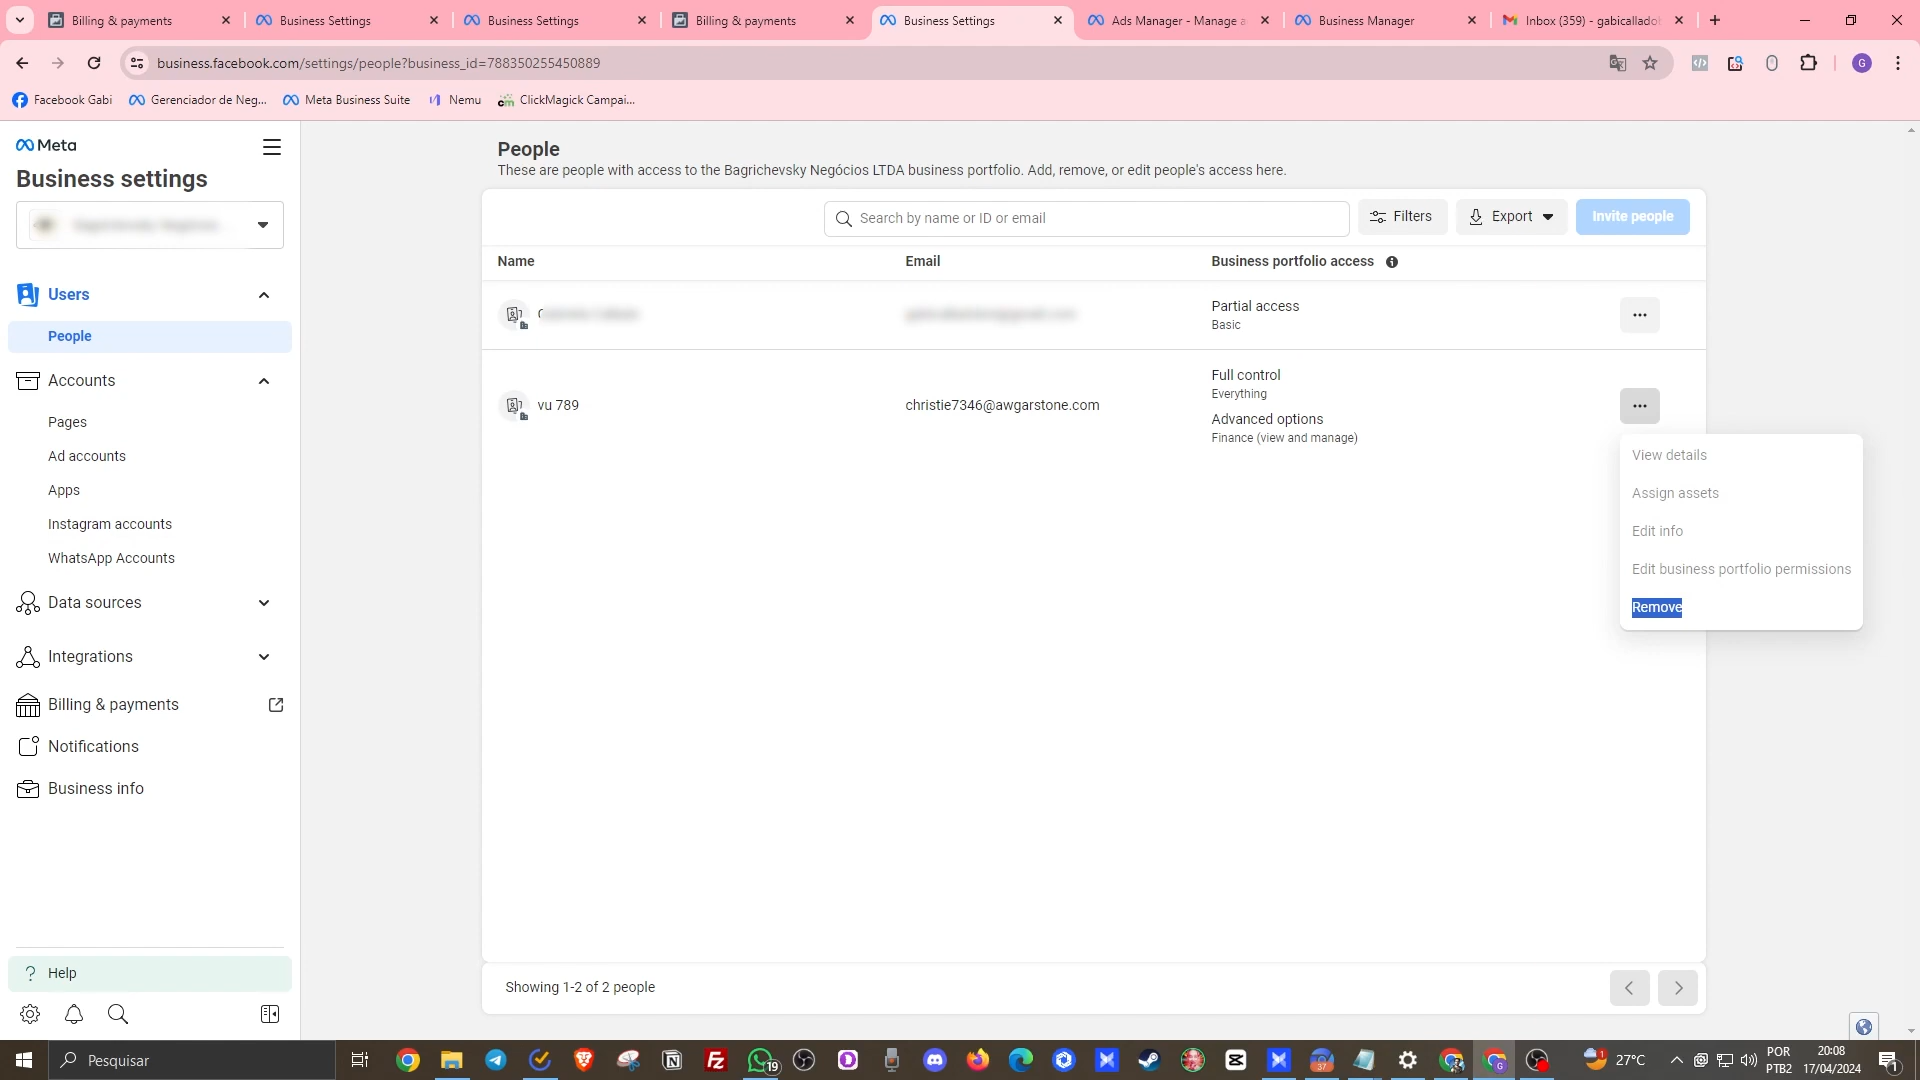 Billing & payments
Business Settings
Business Settings
Billing & payments
Business Settings
Ads Manager - Manage a
Business Manager
Inbox (359) - gabicallado
business.facebook.com/settings/people?business_id=788350255450889
G
Facebook Gabi
Gerenciador de Neg...
Meta Business Suite
Nemu
ClickMagick Campai...
Meta
Business settings
Users
People
Accounts
Pages
Ad accounts
Apps
Instagram accounts
WhatsApp Accounts
Data sources
Integrations
Billing & payments
Notifications
Business info
Help
People
These are people with access to the Bagrichevsky Negócios LTDA business portfolio. Add, remove, or edit people's access here.
Search by name or ID or email
Filters
Export
Invite people
Name
Email
Business portfolio access
Partial access
Basic
vu 789
christie7346@awgarstone.com
Full control
Everything
Advanced options
Finance (view and manage)
View details
Assign assets
Edit info
Edit business portfolio permissions
Remove
Showing 1-2 of 2 people
Pesquisar
19
37
1
27°C
POR
PTB2
20:08
17/04/2024
1